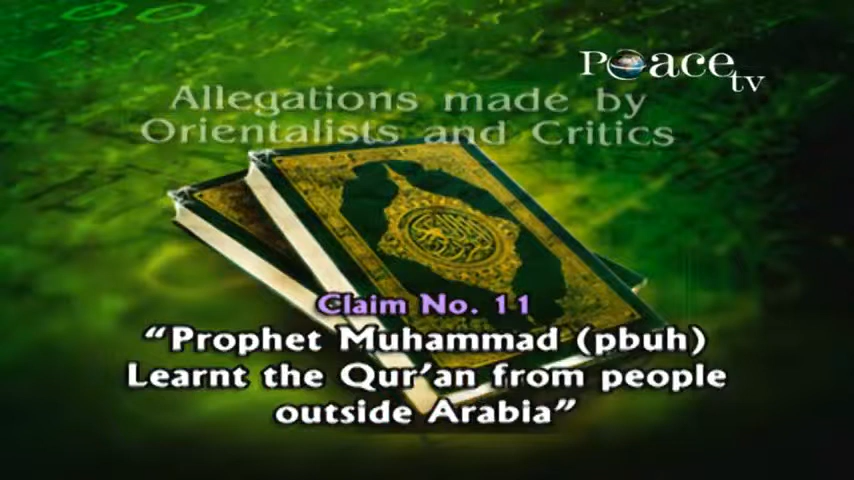 Peace tv
Allegations made by
Orientalists and Critics
Claim No. 11
“Prophet Muhammad (pbuh)
Learnt the Qur’an from people
outside Arabia”